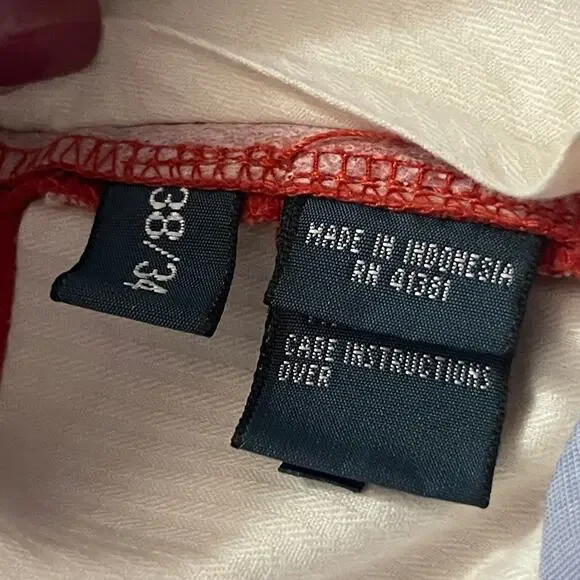 38/34
MADE IN INDONESIA
RN 41381
CARE INSTRUCTIONS
OVER